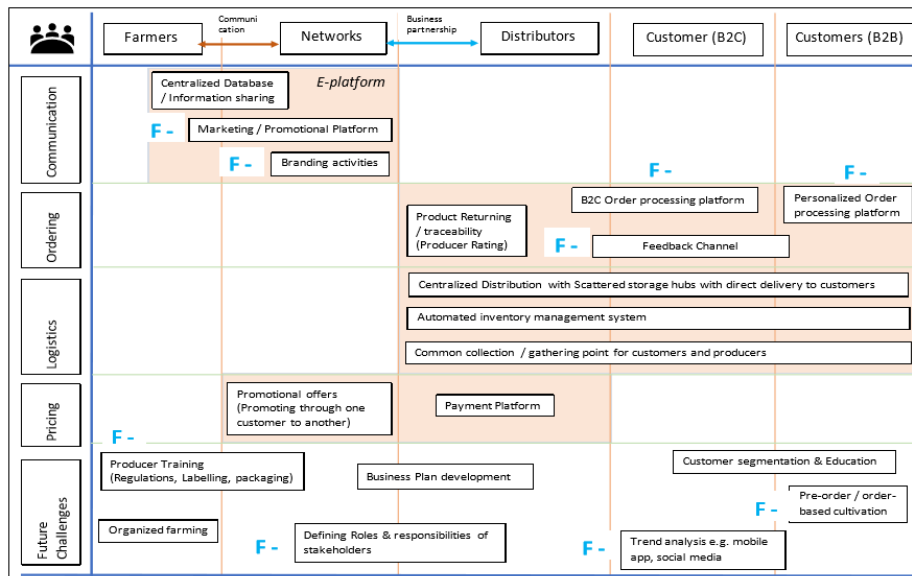 Communi
cation
Business
partnership
Farmers
Networks
Distributors
Customer (B2C)
Customers (B2B)
Communication
Centralized Database
/ Information sharing
E-platform
F -
Marketing / Promotional Platform
F -
Branding activities
F -
F -
Ordering
Product Returning
/ traceability
(Producer Rating)
B2C Order processing platform
Personalized Order
processing platform
F -
Feedback Channel
Logistics
Centralized Distribution with Scattered storage hubs with direct delivery to customers
Automated inventory management system
Common collection / gathering point for customers and producers
Pricing
Promotional offers
(Promoting through one
customer to another)
Payment Platform
F -
Future
Challenges
Producer Training
(Regulations, Labelling, packaging)
Business Plan development
Customer segmentation & Education
F -
Pre-order / order-
based cultivation
Organized farming
F -
Defining Roles & responsibilities of
stakeholders
F -
Trend analysis e.g. mobile
app, social media